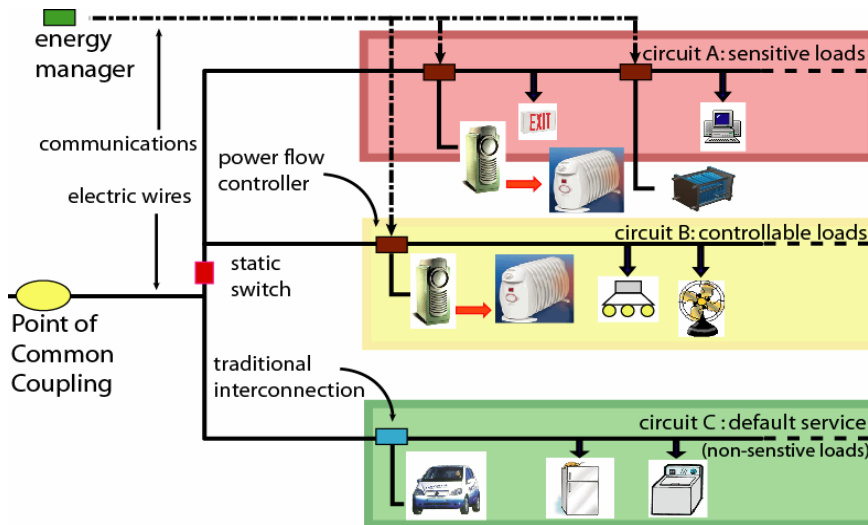 energy
manager
circuit A: sensitive loads
EXIT
communications
power flow
controller
electric wires
circuit B: controllable loads
static
switch
Point of
Common
Coupling
traditional
interconnection
circuit C : default service
(non-senstive loads)